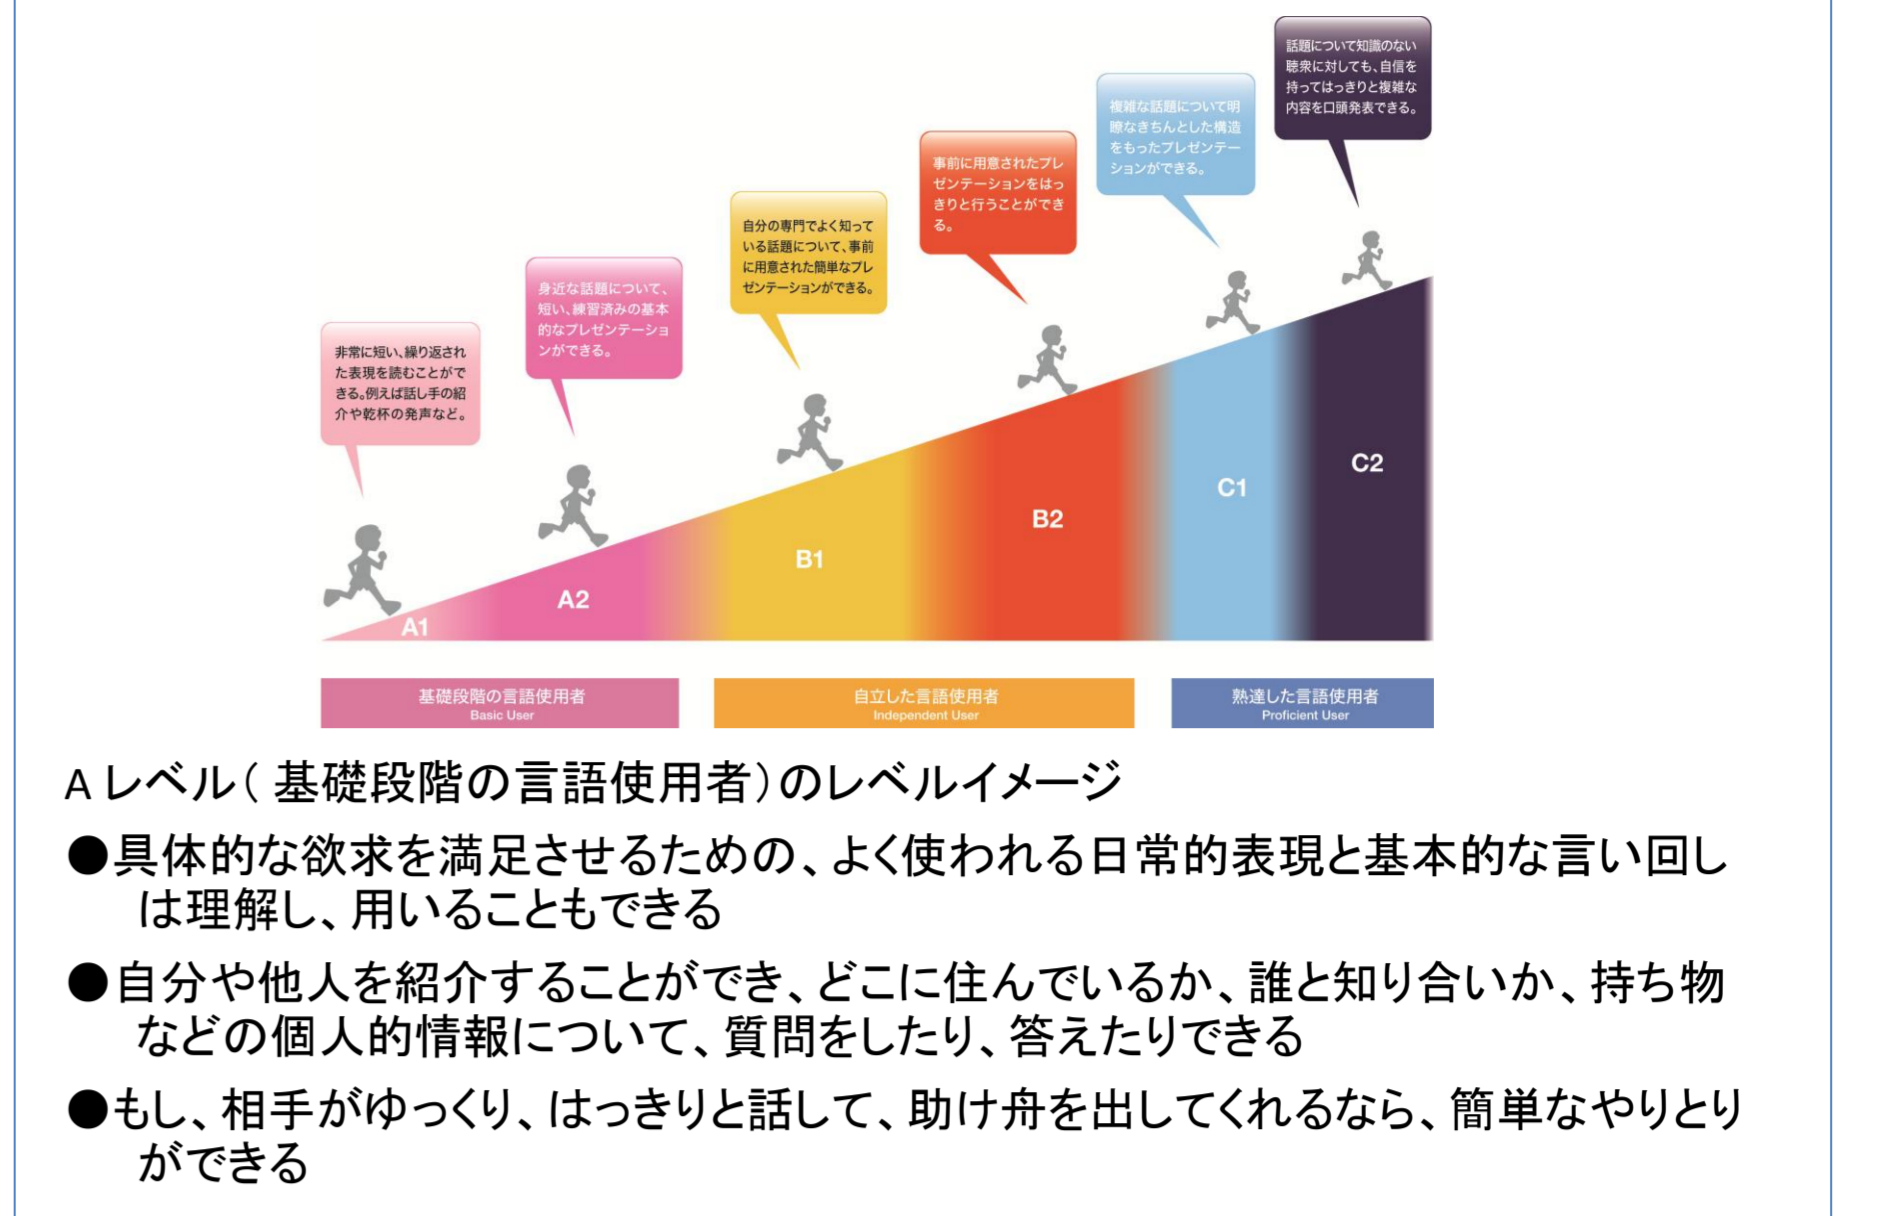 非常に短い、繰り返され
た表現を読むことがで
きる。例えば話し手の紹
介や乾杯の発声など。
身近な話題について、
短い、練習済みの基本
的なプレゼンテーショ
ンができる。
自分の専門でよく知って
いる話題について、事前
に用意された簡単なプレ
ゼンテーションができる。
事前に用意されたプレ
ゼンテーションをはっ
きりと行うことができ
る。
複雑な話題について明
瞭なきちんとした構造
をもったプレゼンテー
ションができる。
話題について知識のない
聴衆に対しても、自信を
持ってはっきりと複雑な
内容を口頭発表できる。
A1
A2
B1
B2
C1
C2
基礎段階の言語使用者
Basic User
自立した言語使用者
Independent User
熟達した言語使用者
Proficient User
A レベル( 基礎段階の言語使用者)のレベルイメージ
●具体的な欲求を満足させるための、よく使われる日常的表現と基本的な言い回し
は理解し、用いることもできる
●自分や他人を紹介することができ、どこに住んでいるか、誰と知り合いか、持ち物
などの個人的情報について、質問をしたり、答えたりできる
●もし、相手がゆっくり、はっきりと話して、助け舟を出してくれるなら、簡単なやりとり
ができる